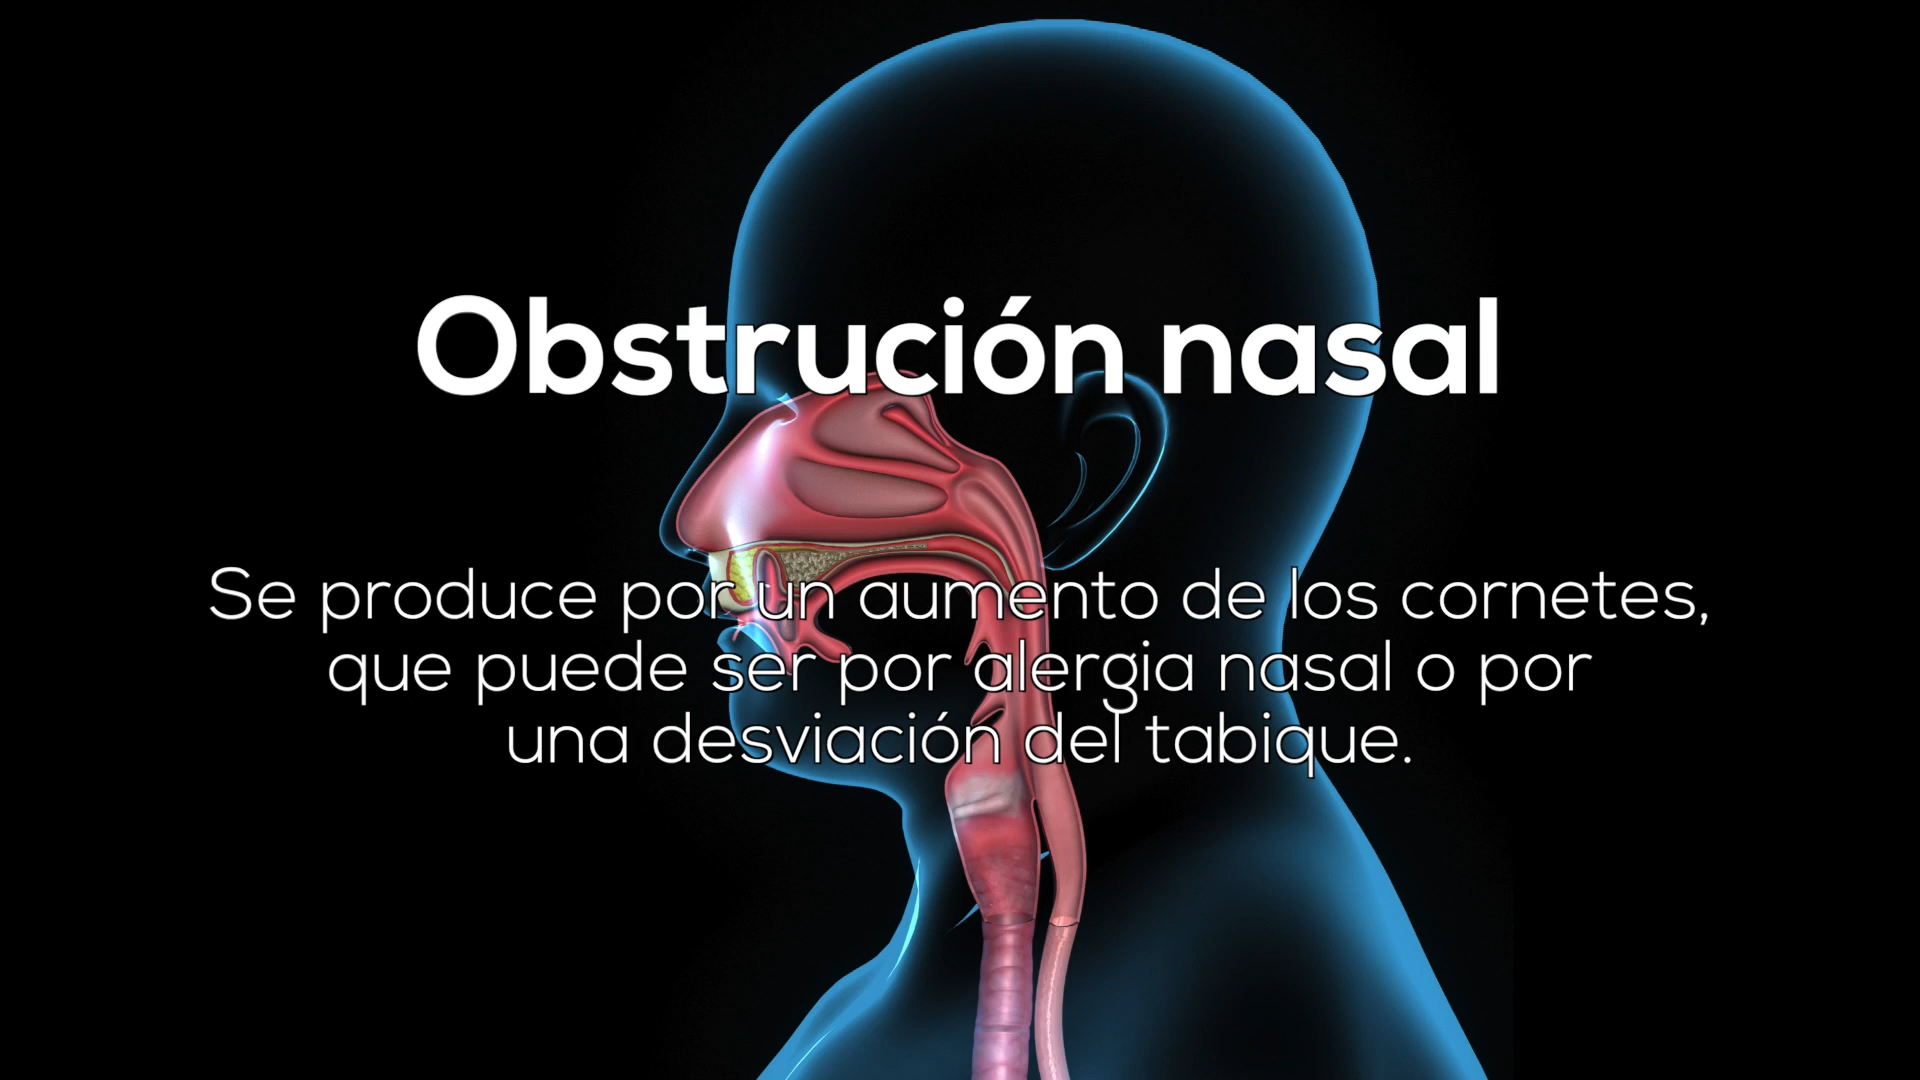 Obstrución nasal
Se produce por un aumento de los cornetes,
que puede ser por alergia nasal o por
una desviación del tabique.